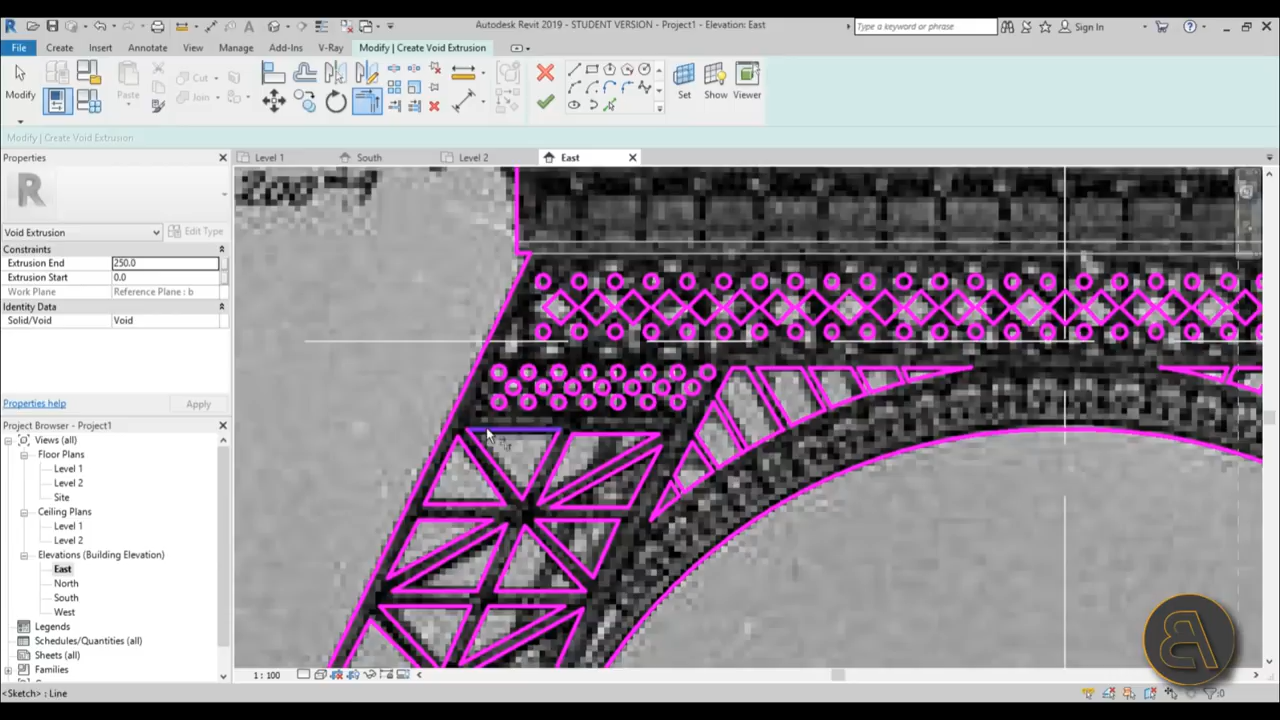 Autodesk Revit 2019 - STUDENT VERSION - Project1 - Elevation: East
Type a keyword or phrase
Sign In
File Create Insert Annotate View Manage Add-Ins V-Ray Modify | Create Void Extrusion
Modify
Paste
Cut
Join
Set Show Viewer
Modify | Create Void Extrusion
Properties
Level 1
South
Level 2
East
Void Extrusion
Edit Type
Constraints
Extrusion End 250.0
Extrusion Start 0.0
Work Plane Reference Plane : b
Identity Data
Solid/Void Void
Properties help
Apply
Project Browser - Project1
Views (all)
Floor Plans
Level 1
Level 2
Site
Ceiling Plans
Level 1
Level 2
Elevations (Building Elevation)
East
North
South
West
Legends
Schedules/Quantities (all)
Sheets (all)
Families
1 : 100
<Sketch> : Line
:0